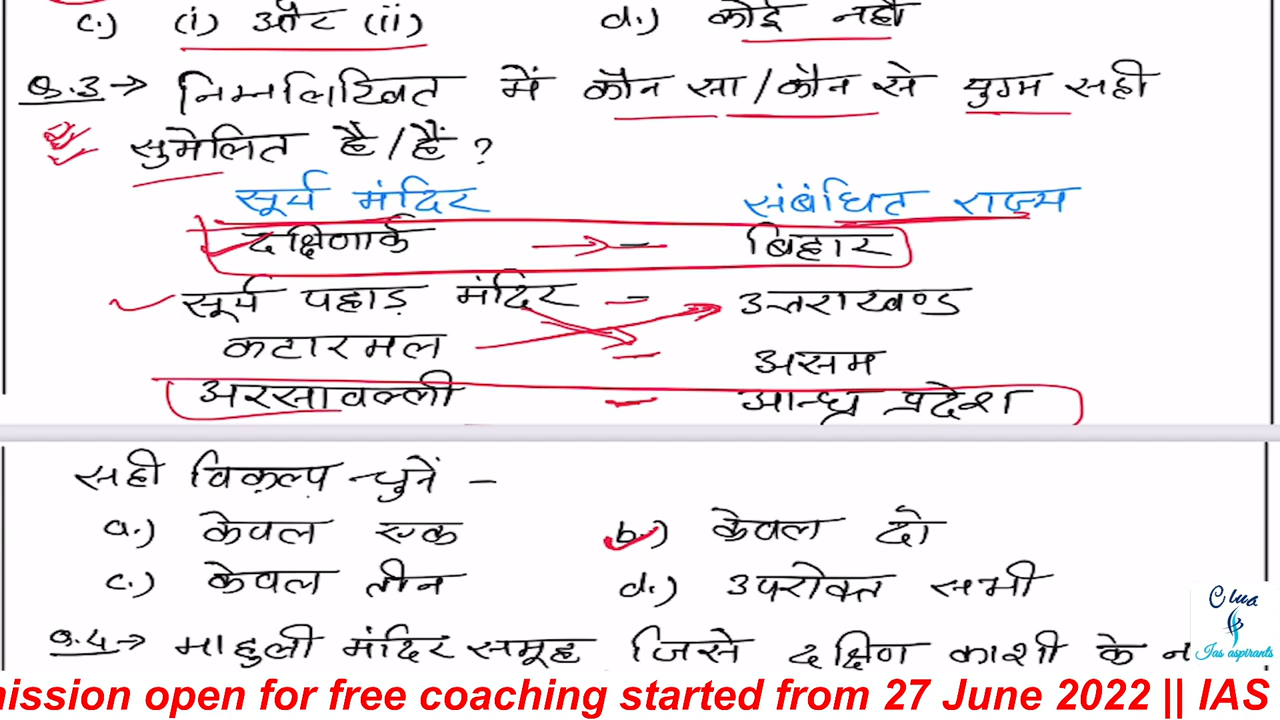 c.) (i) और (ii) d.) कोई नहीं
Q.3→ निम्नलिखित में कौन सा/कौन से युग्म सही
सुमेलित है/हैं?
सूर्य मंदिर संबंधित राज्य
दक्षिणार्क - बिहार
सूर्य पहाड़ मंदिर - उत्तराखण्ड
कटारमल - असम
अरसावल्ली - आन्ध्र प्रदेश
सही विकल्प चुनें -
a.) केवल एक b.) केवल दो
c.) केवल तीन d.) उपरोक्त सभी
Q.4→ माहुली मंदिर समूह जिसे दक्षिण काशी के न
Clue
Ias aspirants
mission open for free coaching started from 27 June 2022 || IAS